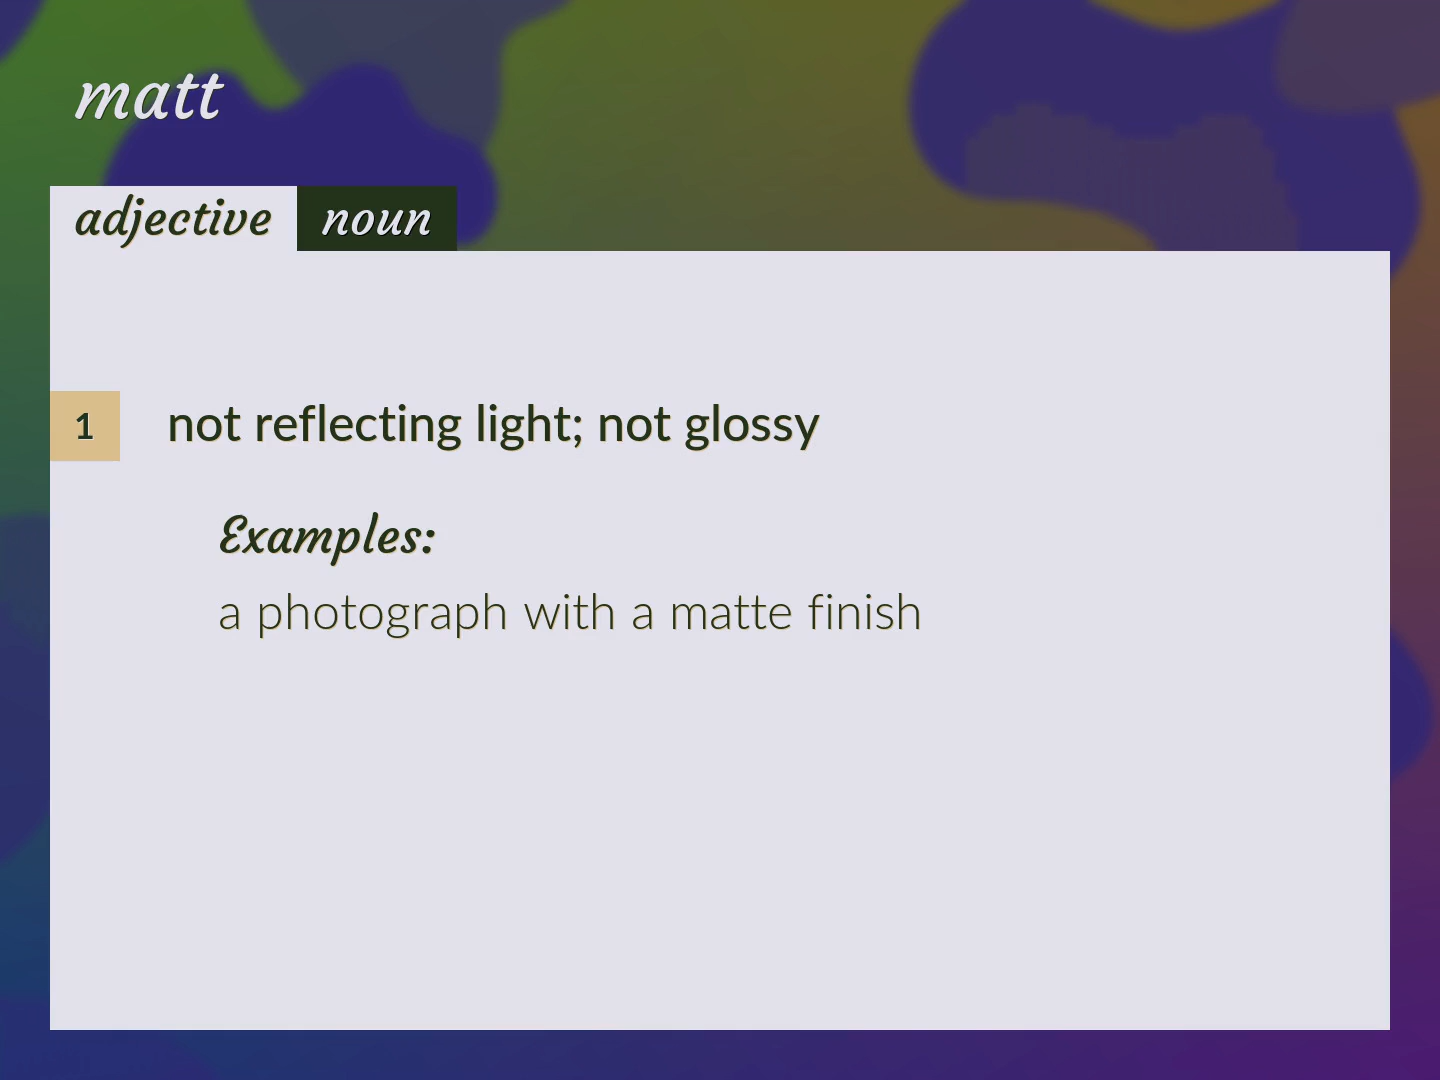 matt
adjective noun
1 not reflecting light; not glossy
Examples:
a photograph with a matte finish